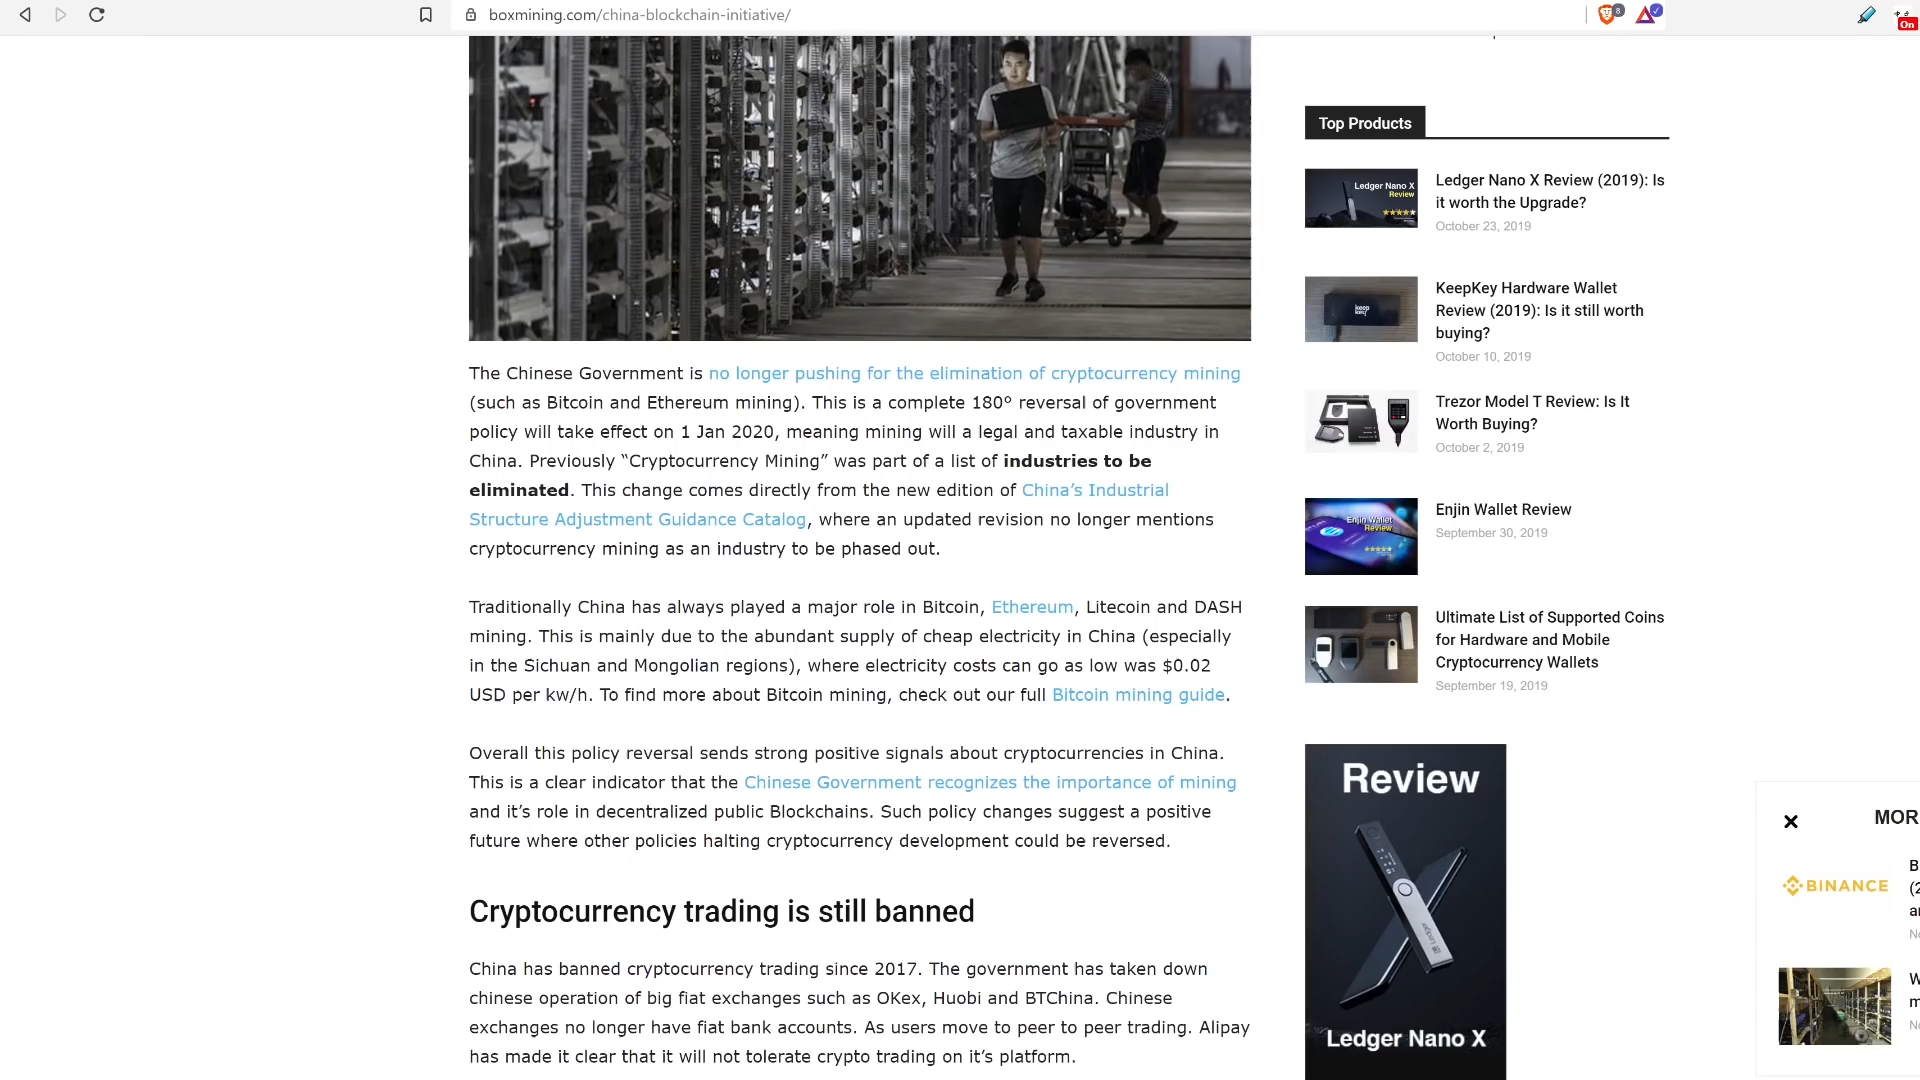 boxmining.com/china-blockchain-initiative/
8
On
Top Products
Ledger Nano X
Review
Ledger Nano X Review (2019): Is
it worth the Upgrade?
October 23, 2019
keep
key
KeepKey Hardware Wallet
Review (2019): Is it still worth
buying?
October 10, 2019
Trezor Model T Review: Is It
Worth Buying?
October 2, 2019
Enjin Wallet
Review
Enjin Wallet Review
September 30, 2019
Ultimate List of Supported Coins
for Hardware and Mobile
Cryptocurrency Wallets
September 19, 2019
The Chinese Government is no longer pushing for the elimination of cryptocurrency mining
(such as Bitcoin and Ethereum mining). This is a complete 180º reversal of government
policy will take effect on 1 Jan 2020, meaning mining will a legal and taxable industry in
China. Previously “Cryptocurrency Mining” was part of a list of industries to be
eliminated. This change comes directly from the new edition of China’s Industrial
Structure Adjustment Guidance Catalog, where an updated revision no longer mentions
cryptocurrency mining as an industry to be phased out.
Traditionally China has always played a major role in Bitcoin, Ethereum, Litecoin and DASH
mining. This is mainly due to the abundant supply of cheap electricity in China (especially
in the Sichuan and Mongolian regions), where electricity costs can go as low was $0.02
USD per kw/h. To find more about Bitcoin mining, check out our full Bitcoin mining guide.
Overall this policy reversal sends strong positive signals about cryptocurrencies in China.
This is a clear indicator that the Chinese Government recognizes the importance of mining
and it’s role in decentralized public Blockchains. Such policy changes suggest a positive
future where other policies halting cryptocurrency development could be reversed.
Cryptocurrency trading is still banned
China has banned cryptocurrency trading since 2017. The government has taken down
chinese operation of big fiat exchanges such as OKex, Huobi and BTChina. Chinese
exchanges no longer have fiat bank accounts. As users move to peer to peer trading. Alipay
has made it clear that it will not tolerate crypto trading on it’s platform.
Review
Ledger
Ledger Nano X
MOR
BINANCE
B
(2
a
N
W
m
N